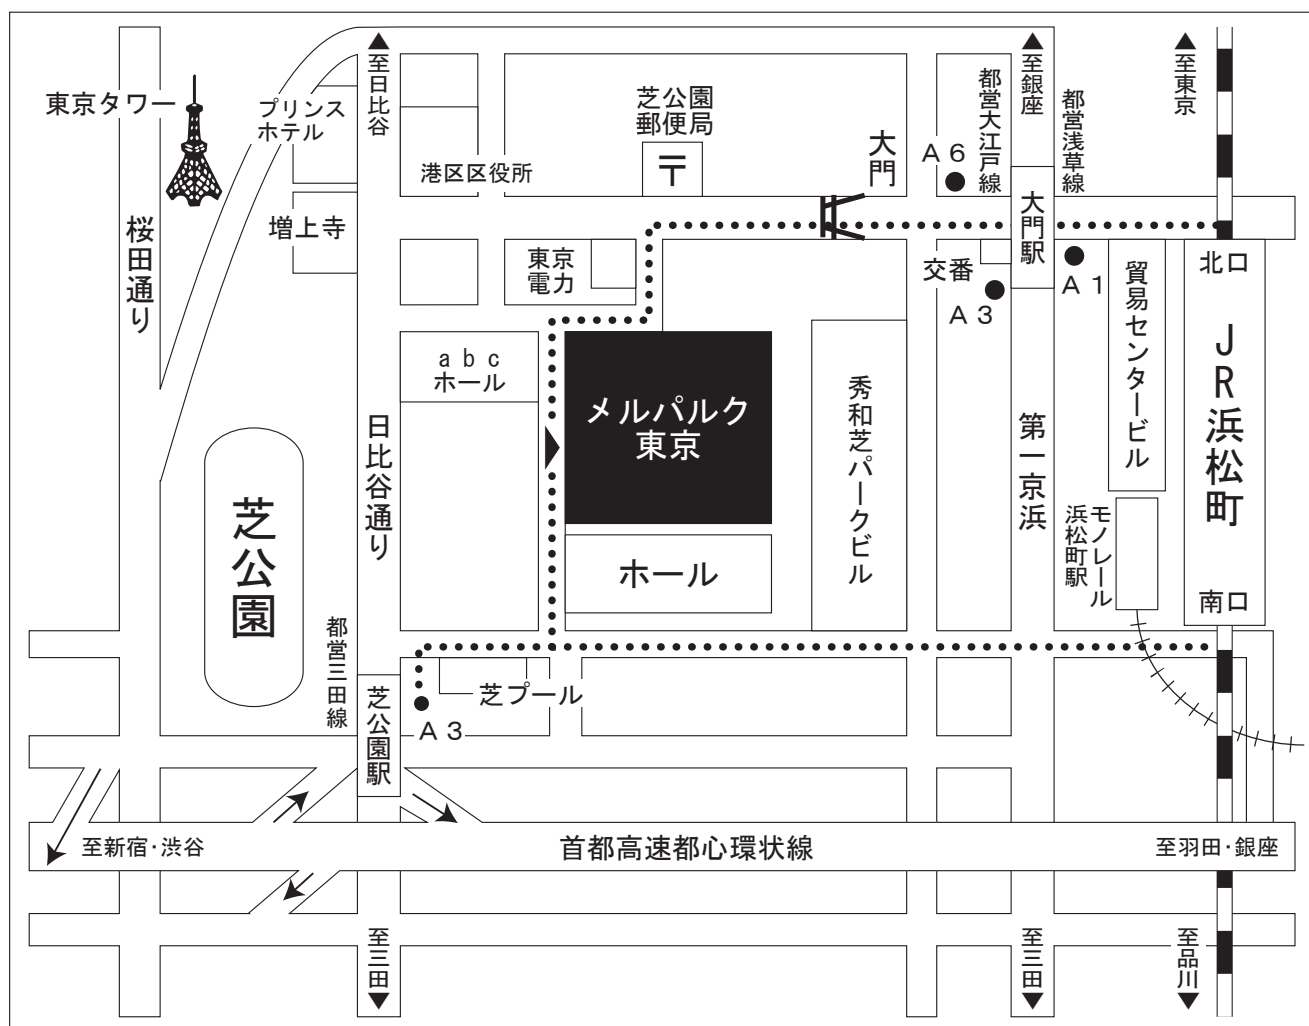 至日比谷
至銀座
至東京
東京タワー
プリンス
ホテル
港区区役所
芝公園
郵便局
〒
大門
A6
都営大江戸線
都営浅草線
大門駅
桜田通り
増上寺
東京
電力
交番
A3
A1
北口
貿易センタービル
JR浜松町
abc
ホール
メルパルク
東京
秀和芝パークビル
第一京浜
日比谷通り
芝公園
ホール
モノレール
浜松町駅
南口
都営三田線
芝公園駅
芝プール
A3
至新宿・渋谷
首都高速都心環状線
至羽田・銀座
至三田
至三田
至品川